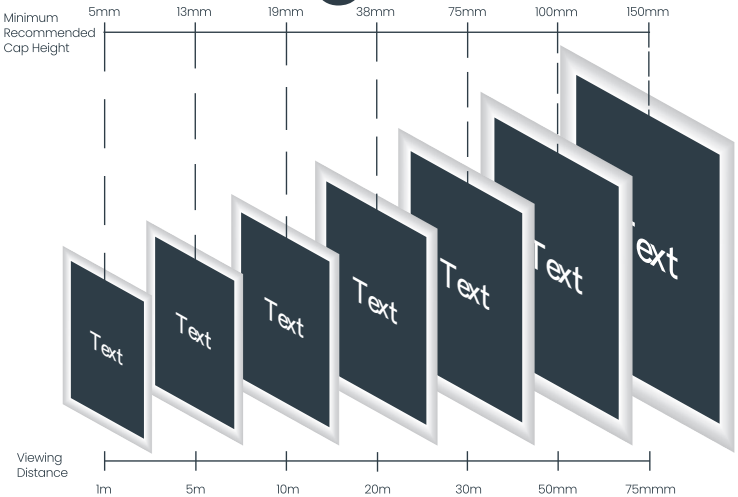 Minimum
Recommended
Cap Height
5mm 13mm 19mm 38mm 75mm 100mm 150mm
Text Text Text Text Text Text ext
Viewing
Distance
1m 5m 10m 20m 30m 50mm 75mmm